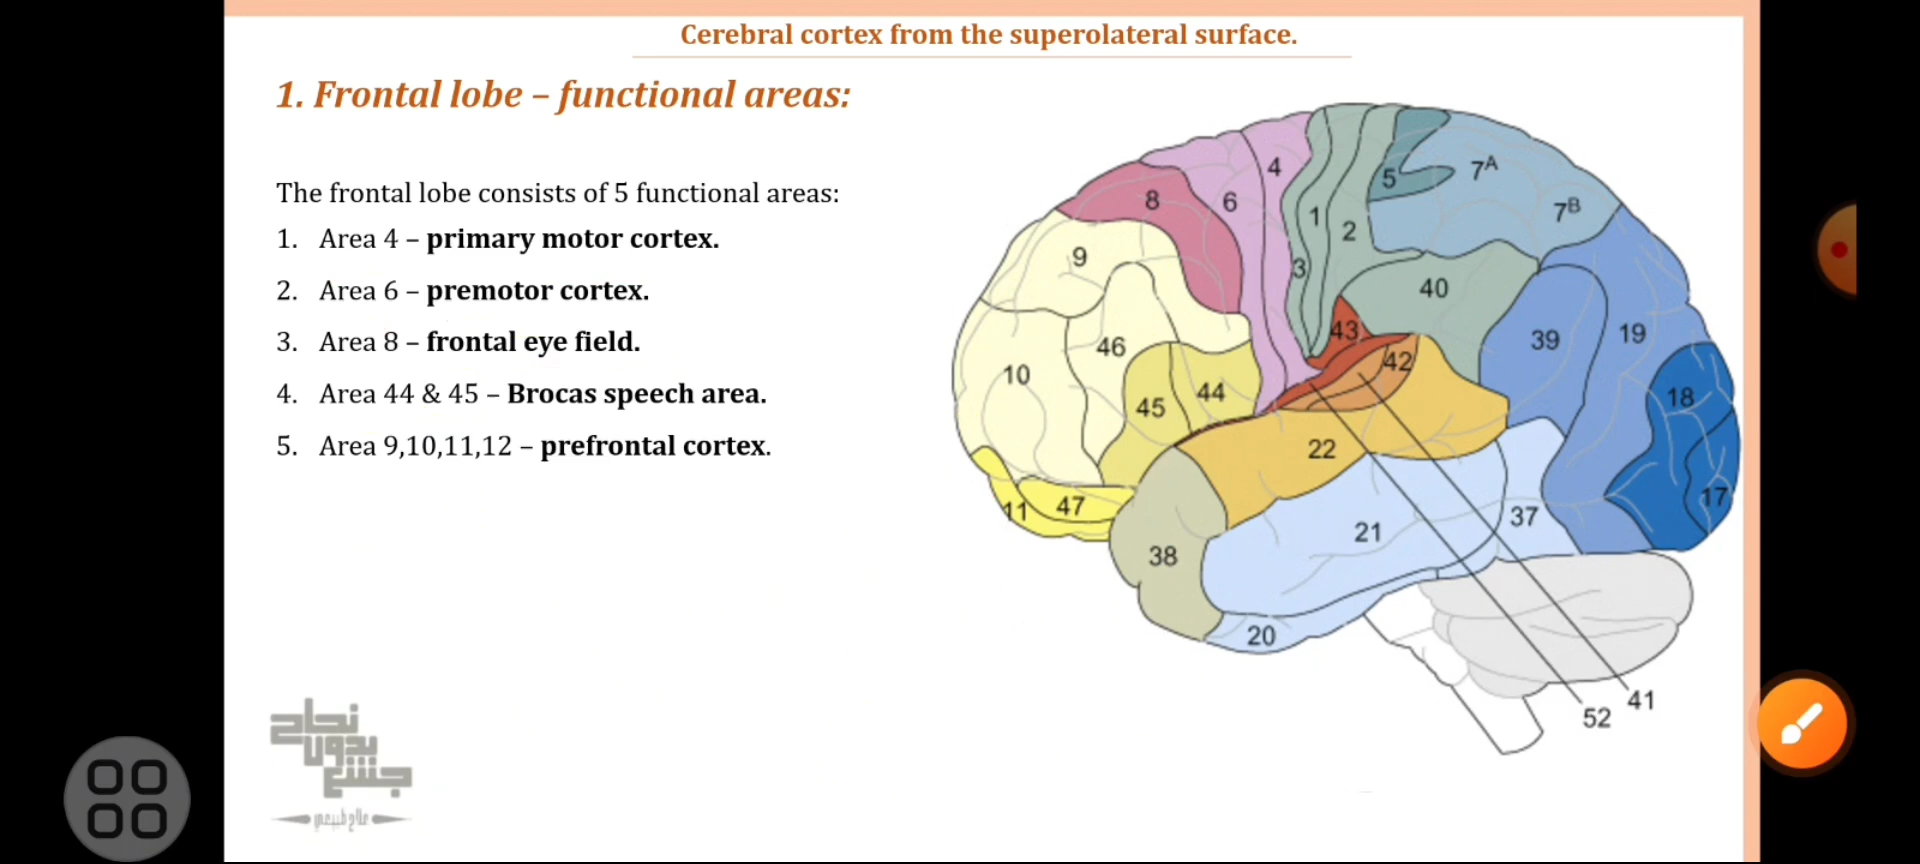 Cerebral cortex from the superolateral surface.
1. Frontal lobe – functional areas:
The frontal lobe consists of 5 functional areas:
1. Area 4 – primary motor cortex.
2. Area 6 – premotor cortex.
3. Area 8 – frontal eye field.
4. Area 44 & 45 – Brocas speech area.
5. Area 9,10,11,12 – prefrontal cortex.
4
8
6
5
7A
7B
1
2
9
3
40
43
46
39
19
42
10
44
45
18
22
17
11
47
37
21
38
20
41
52
نجاح
بدون
جشع
علاج طبيعي